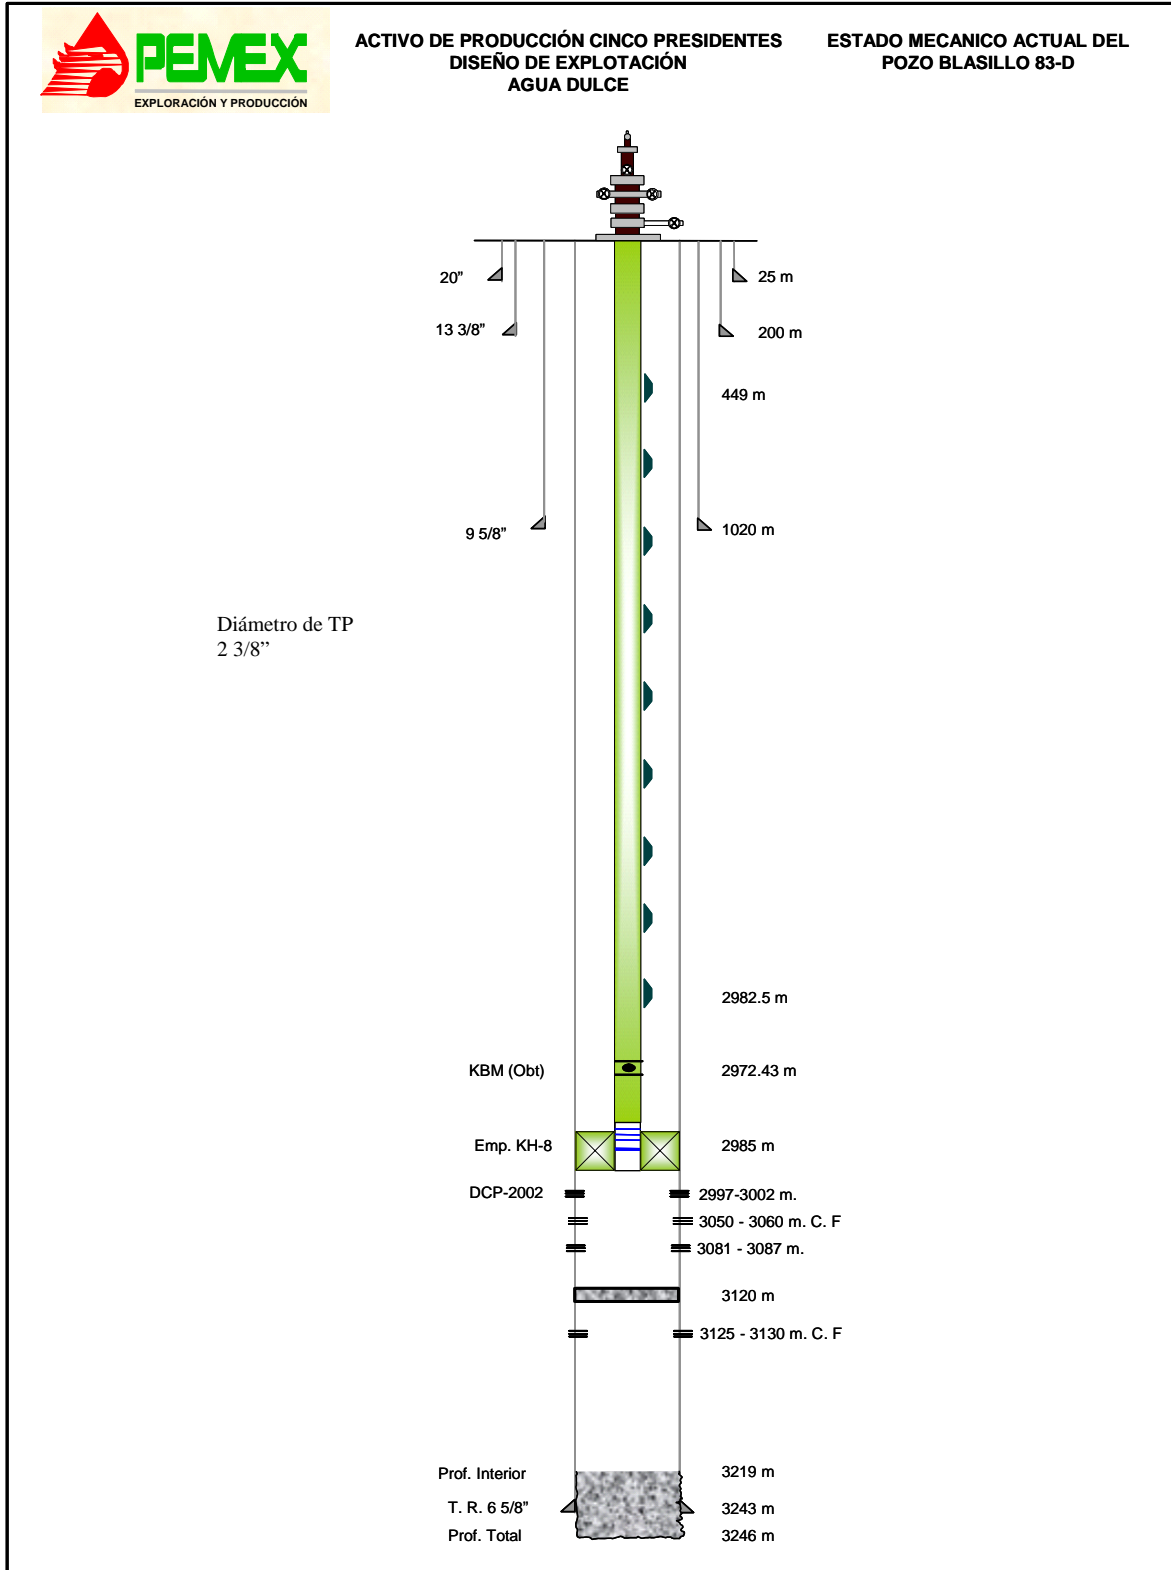 PEMEX
EXPLORACIÓN Y PRODUCCIÓN
ACTIVO DE PRODUCCIÓN CINCO PRESIDENTES
DISEÑO DE EXPLOTACIÓN
AGUA DULCE
ESTADO MECANICO ACTUAL DEL
POZO BLASILLO 83-D
20” 25 m
13 3/8” 200 m
449 m
9 5/8” 1020 m
Diámetro de TP
2 3/8”
2982.5 m
KBM (Obt) 2972.43 m
Emp. KH-8 2985 m
DCP-2002 2997-3002 m.
3050 - 3060 m. C. F
3081 - 3087 m.
3120 m
3125 - 3130 m. C. F
Prof. Interior 3219 m
T. R. 6 5/8” 3243 m
Prof. Total 3246 m